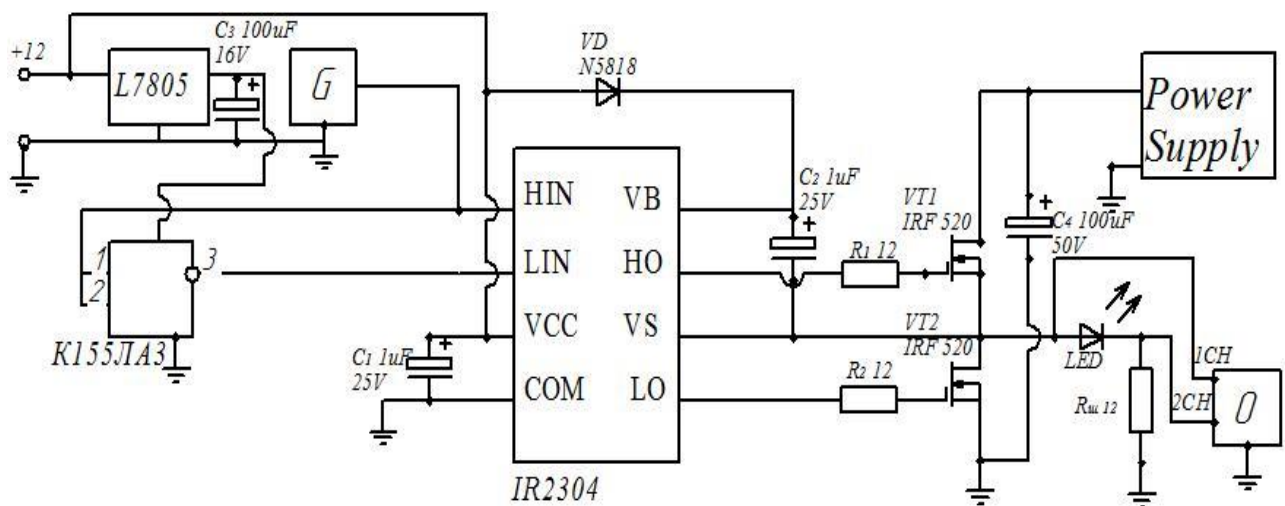 +12
L7805
C3 100uF
16V
G
VD
N5818
Power
Supply
HIN
LIN
VCC
COM
VB
HO
VS
LO
IR2304
C2 1uF
25V
VT1
IRF 520
C4 100uF
50V
R1 12
1
2
3
К155ЛА3
C1 1uF
25V
VT2
IRF 520
R2 12
LED
Rш 12
1CH
2CH
O